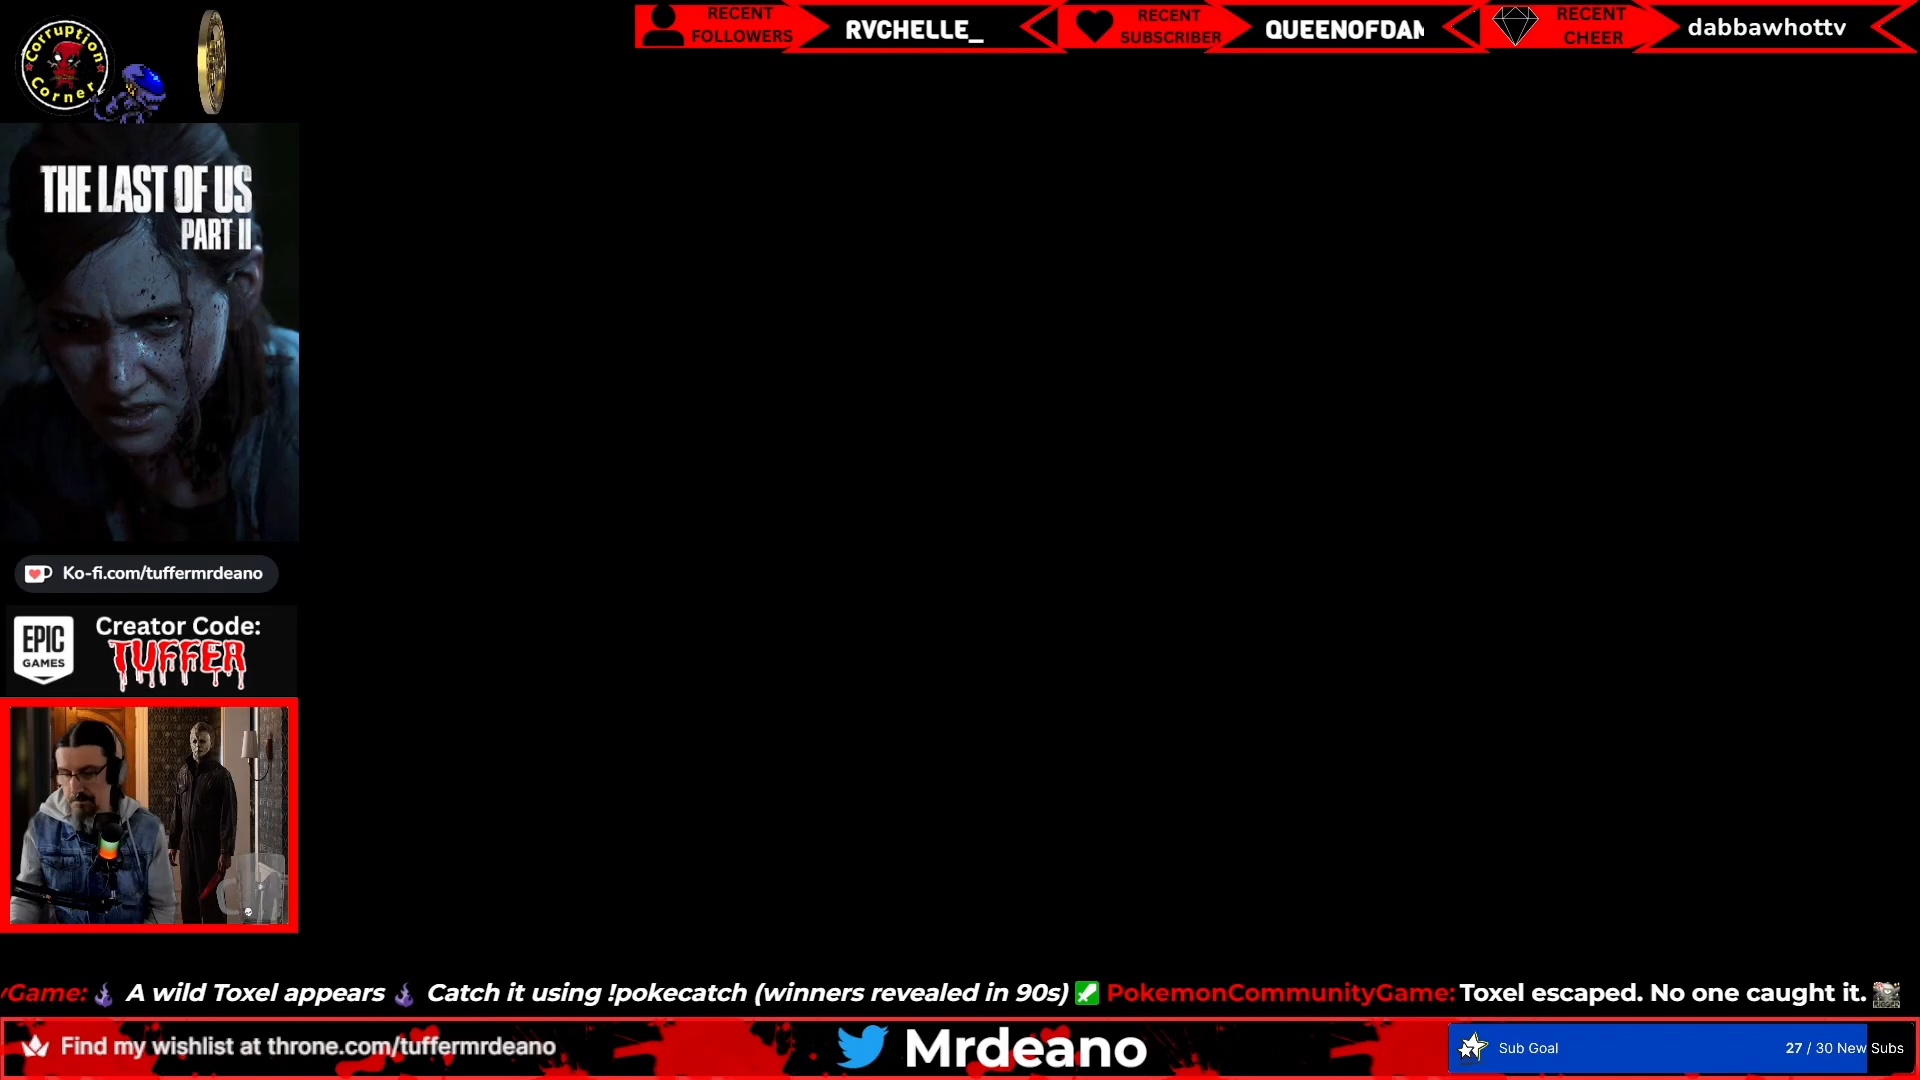 RECENT FOLLOWERS
RVCHELLE_
RECENT SUBSCRIBER
QUEENOFDAN
RECENT CHEER
dabbawhottv
Corruption Corner
THE LAST OF US
PART II
Ko-fi.com/tuffermrdeano
EPIC GAMES
Creator Code:
TUFFER
Game: A wild Toxel appears Catch it using !pokecatch (winners revealed in 90s) PokemonCommunityGame: Toxel escaped. No one caught it.
Find my wishlist at throne.com/tuffermrdeano
Mrdeano
Sub Goal
27 / 30 New Subs